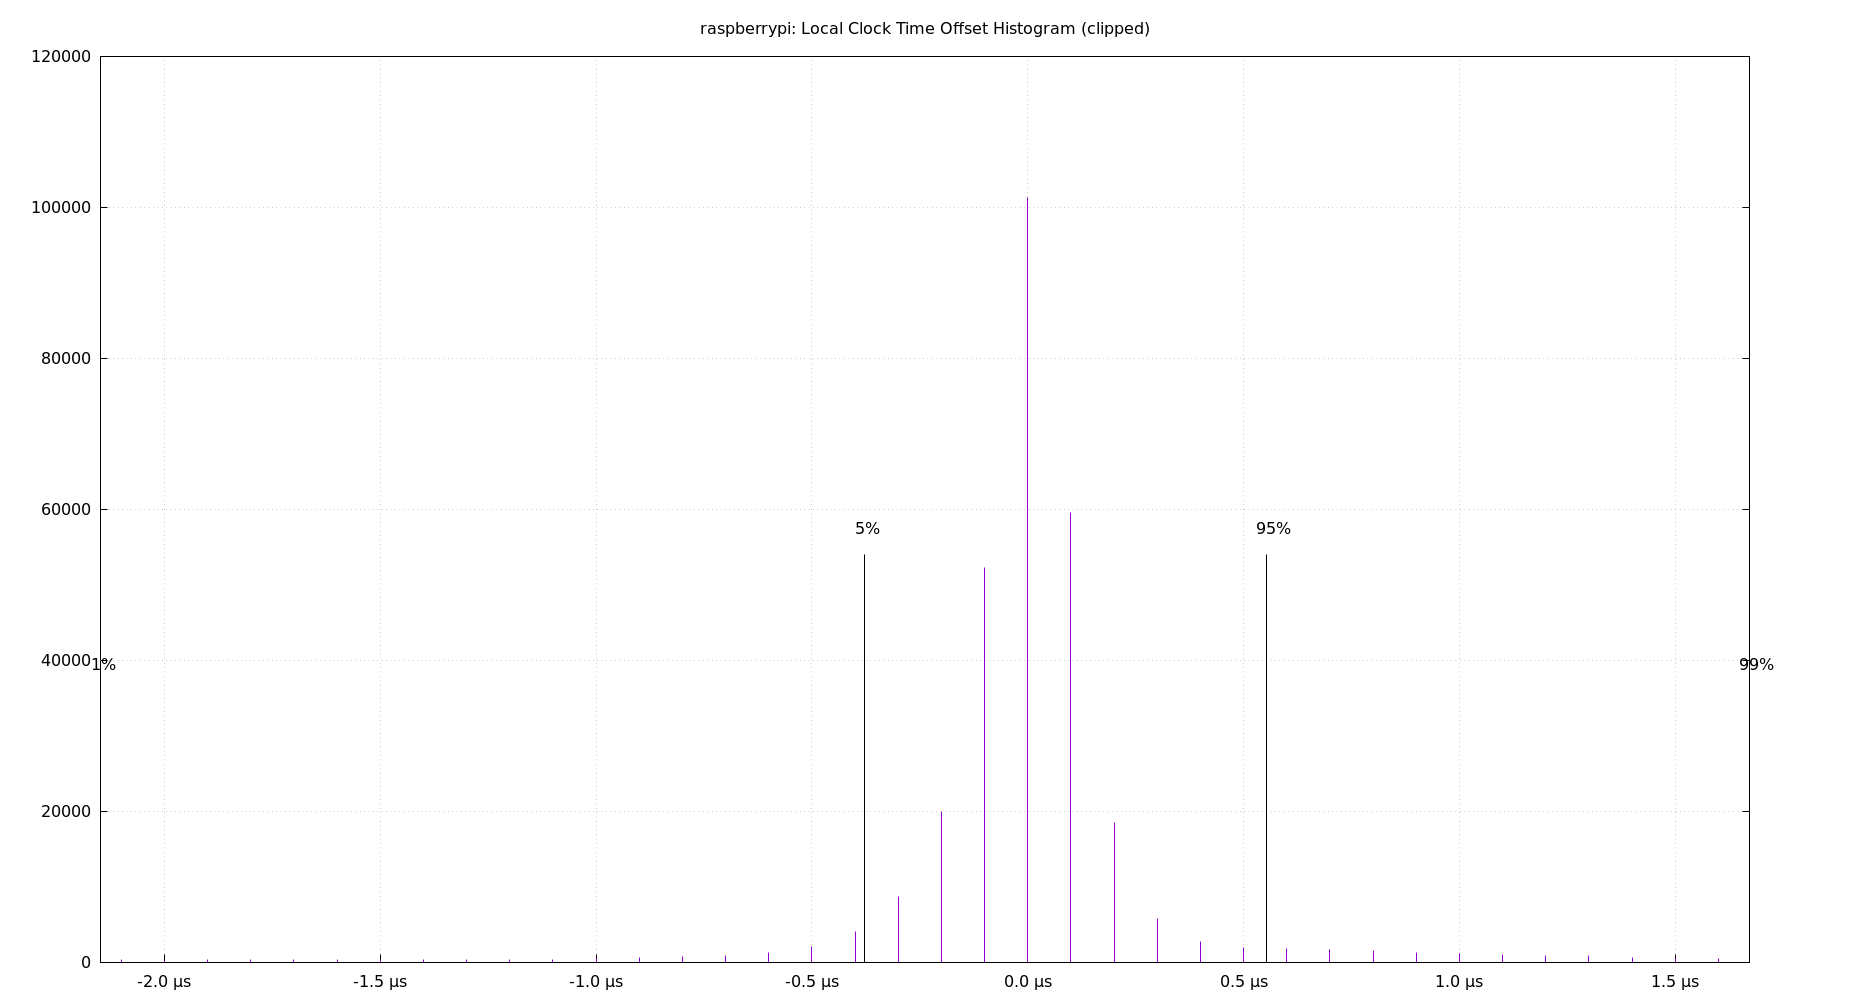 raspberrypi: Local Clock Time Offset Histogram (clipped)
120000
100000
80000
60000
5%
95%
40000
1%
99%
20000
0
-2.0 µs
-1.5 µs
-1.0 µs
-0.5 µs
0.0 µs
0.5 µs
1.0 µs
1.5 µs